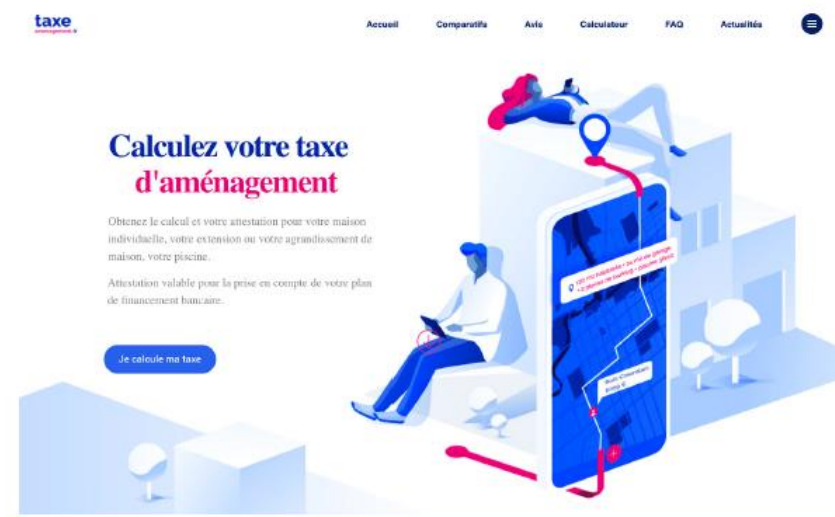 taxe
aménagement.fr
Accueil
Comparatifs
Avis
Calculateur
FAQ
Actualités
Calculez votre taxe
d'aménagement
Obtenez le calcul et votre attestation pour votre maison
individuelle, votre extension ou votre agrandissement de
maison, votre piscine.
Attestation valable pour la prise en compte de votre plan
de financement bancaire.
Je calcule ma taxe